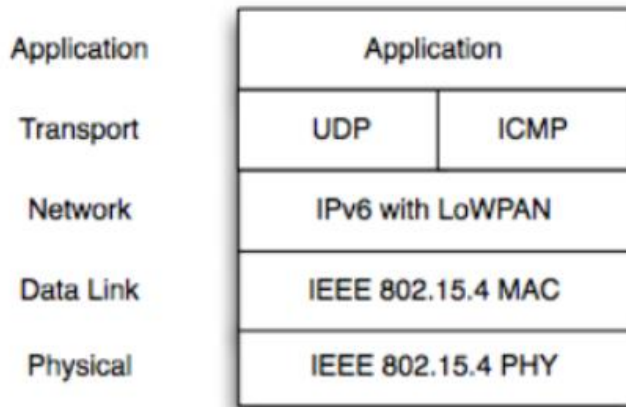 Application Application
Transport UDP ICMP
Network IPv6 with LoWPAN
Data Link IEEE 802.15.4 MAC
Physical IEEE 802.15.4 PHY